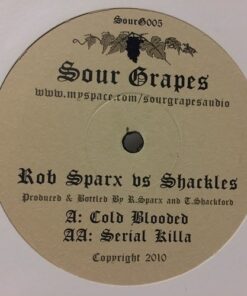 SourG005
Sour Grapes
www.myspace.com/sourgrapesaudio
Rob Sparx vs Shackles
Produced & Bottled By R.Sparx and T.Shackford
A: Cold Blooded
AA: Serial Killa
Copyright 2010